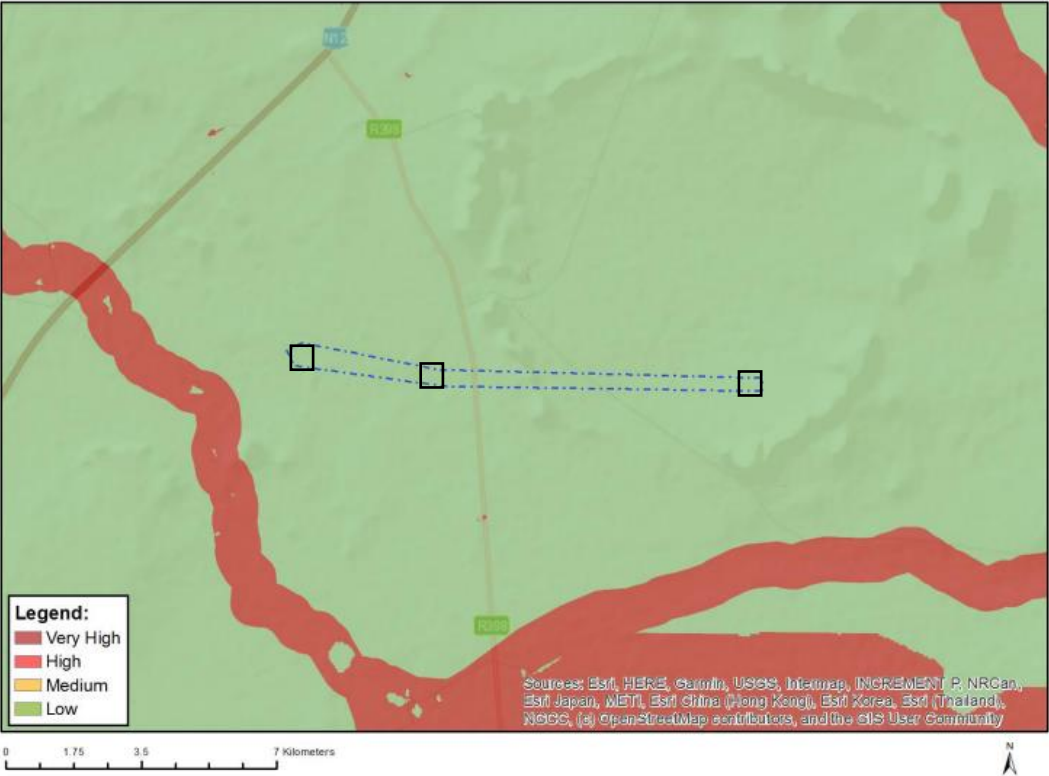 N12
R398
R398
Legend:
Very High
High
Medium
Low
Sources: Esri, HERE, Garmin, USGS, Intermap, INCREMENT P, NRCan,
Esri Japan, METI, Esri China (Hong Kong), Esri Korea, Esri (Thailand),
NGCC, (c) OpenStreetMap contributors, and the GIS User Community
0 1.75 3.5 7 Kilometers
N